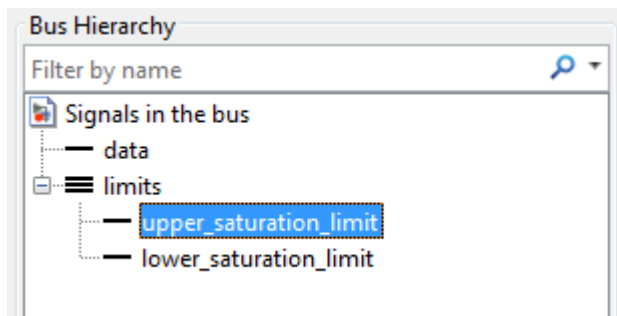 Bus Hierarchy
Filter by name
Signals in the bus
data
limits
upper_saturation_limit
lower_saturation_limit